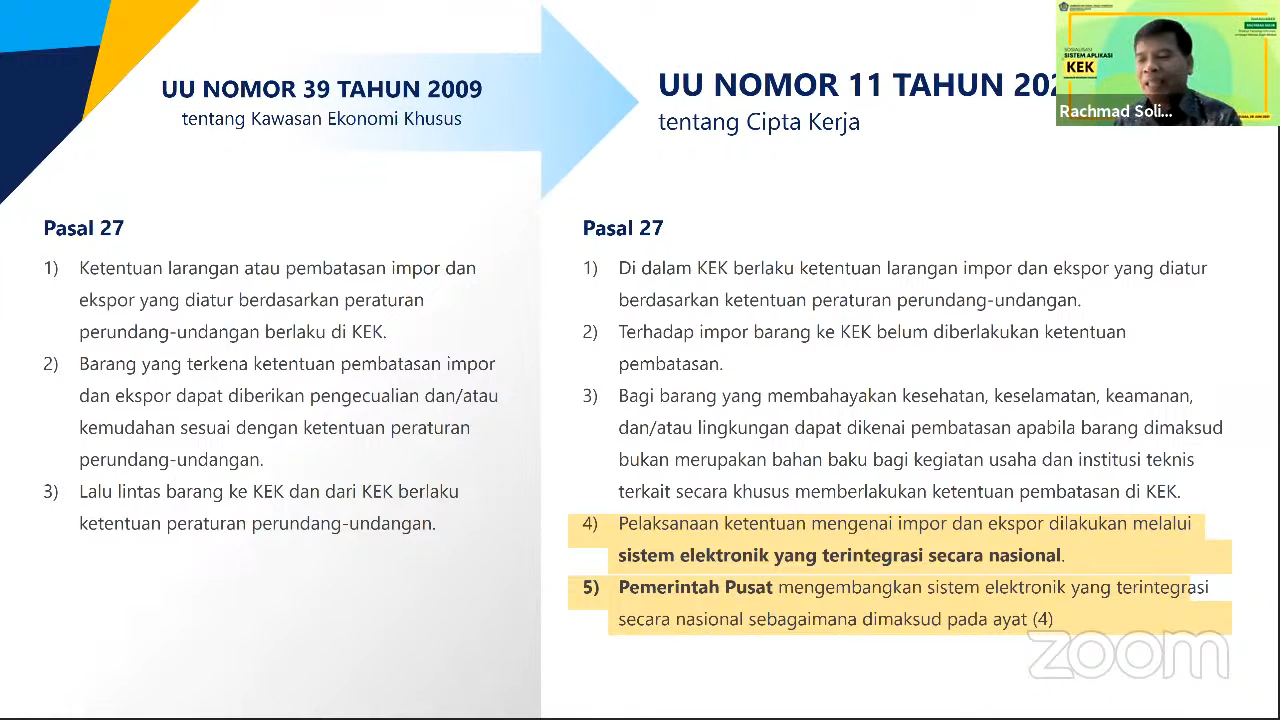 UU NOMOR 39 TAHUN 2009
tentang Kawasan Ekonomi Khusus
UU NOMOR 11 TAHUN
tentang Cipta Kerja
SOSIALISASI
SISTEM APLIKASI
KEK
RACHMAD SOLIK
Rachmad Soli...
Pasal 27
1) Ketentuan larangan atau pembatasan impor dan
ekspor yang diatur berdasarkan peraturan
perundang-undangan berlaku di KEK.
2) Barang yang terkena ketentuan pembatasan impor
dan ekspor dapat diberikan pengecualian dan/atau
kemudahan sesuai dengan ketentuan peraturan
perundang-undangan.
3) Lalu lintas barang ke KEK dan dari KEK berlaku
ketentuan peraturan perundang-undangan.
Pasal 27
1) Di dalam KEK berlaku ketentuan larangan impor dan ekspor yang diatur
berdasarkan ketentuan peraturan perundang-undangan.
2) Terhadap impor barang ke KEK belum diberlakukan ketentuan
pembatasan.
3) Bagi barang yang membahayakan kesehatan, keselamatan, keamanan,
dan/atau lingkungan dapat dikenai pembatasan apabila barang dimaksud
bukan merupakan bahan baku bagi kegiatan usaha dan institusi teknis
terkait secara khusus memberlakukan ketentuan pembatasan di KEK.
4) Pelaksanaan ketentuan mengenai impor dan ekspor dilakukan melalui
sistem elektronik yang terintegrasi secara nasional.
5) Pemerintah Pusat mengembangkan sistem elektronik yang terintegrasi
secara nasional sebagaimana dimaksud pada ayat (4)
zoom